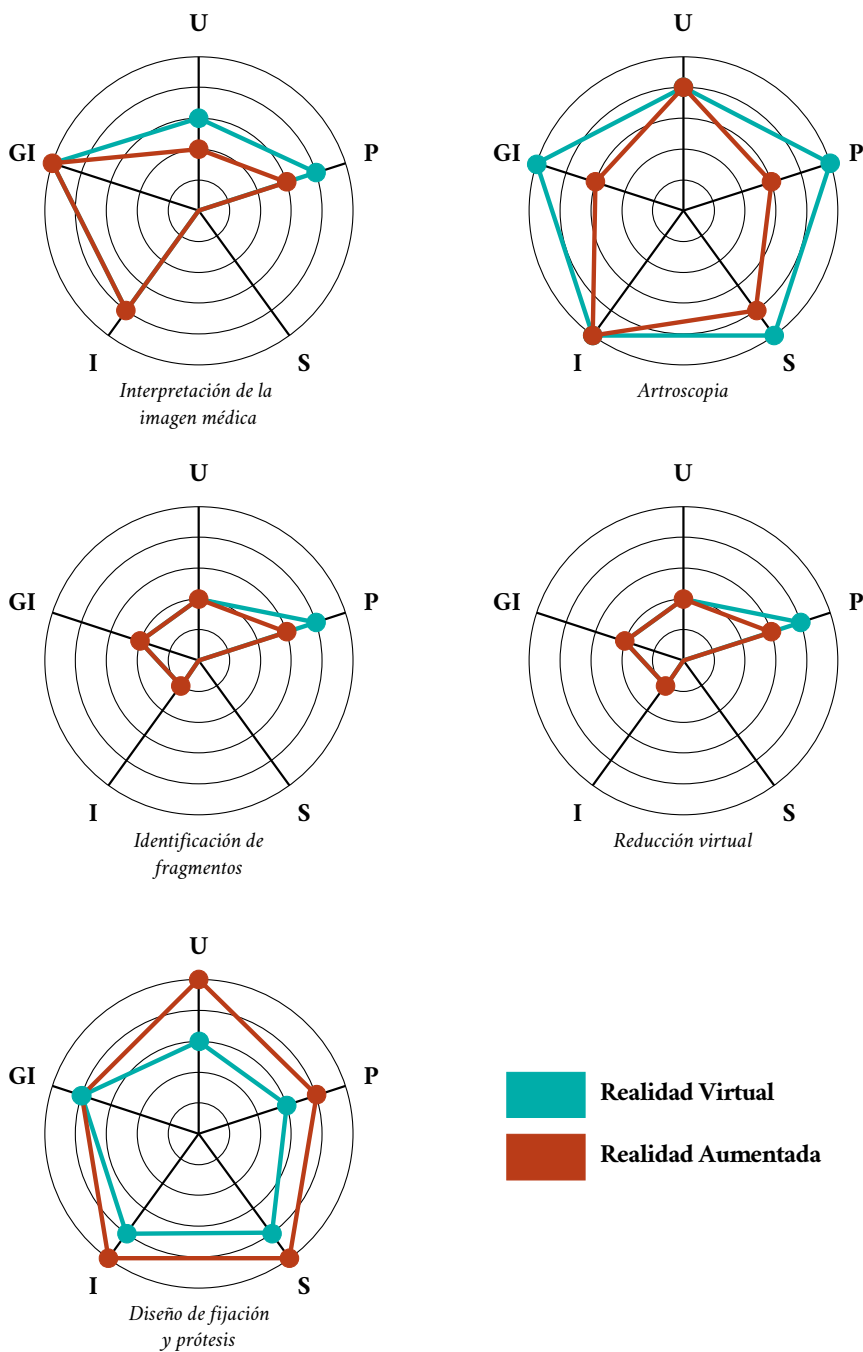 U
GI
P
I
S
Interpretación de la
imagen médica
U
GI
P
I
S
Artroscopia
U
GI
P
I
S
Identificación de
fragmentos
U
GI
P
I
S
Reducción virtual
U
GI
P
I
S
Diseño de fijación
y prótesis
Realidad Virtual
Realidad Aumentada